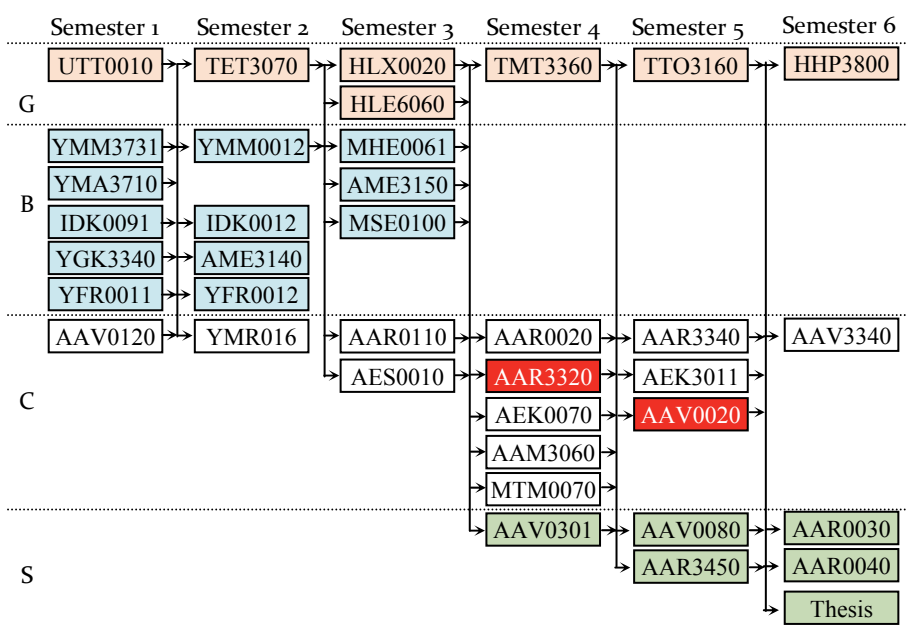 Semester 1 Semester 2 Semester 3 Semester 4 Semester 5 Semester 6
UTT0010 TET3070 HLX0020 TMT3360 TTO3160 HHP3800
G HLE6060
YMM3731 YMM0012 MHE0061
YMA3710 AME3150
B
IDK0091 IDK0012 MSE0100
YGK3340 AME3140
YFR0011 YFR0012
AAV0120 YMR016 AAR0110 AAR0020 AAR3340 AAV3340
AES0010 AAR3320 AEK3011
C
AEK0070 AAV0020
AAM3060
MTM0070
AAV0301 AAV0080 AAR0030
S AAR3450 AAR0040
Thesis